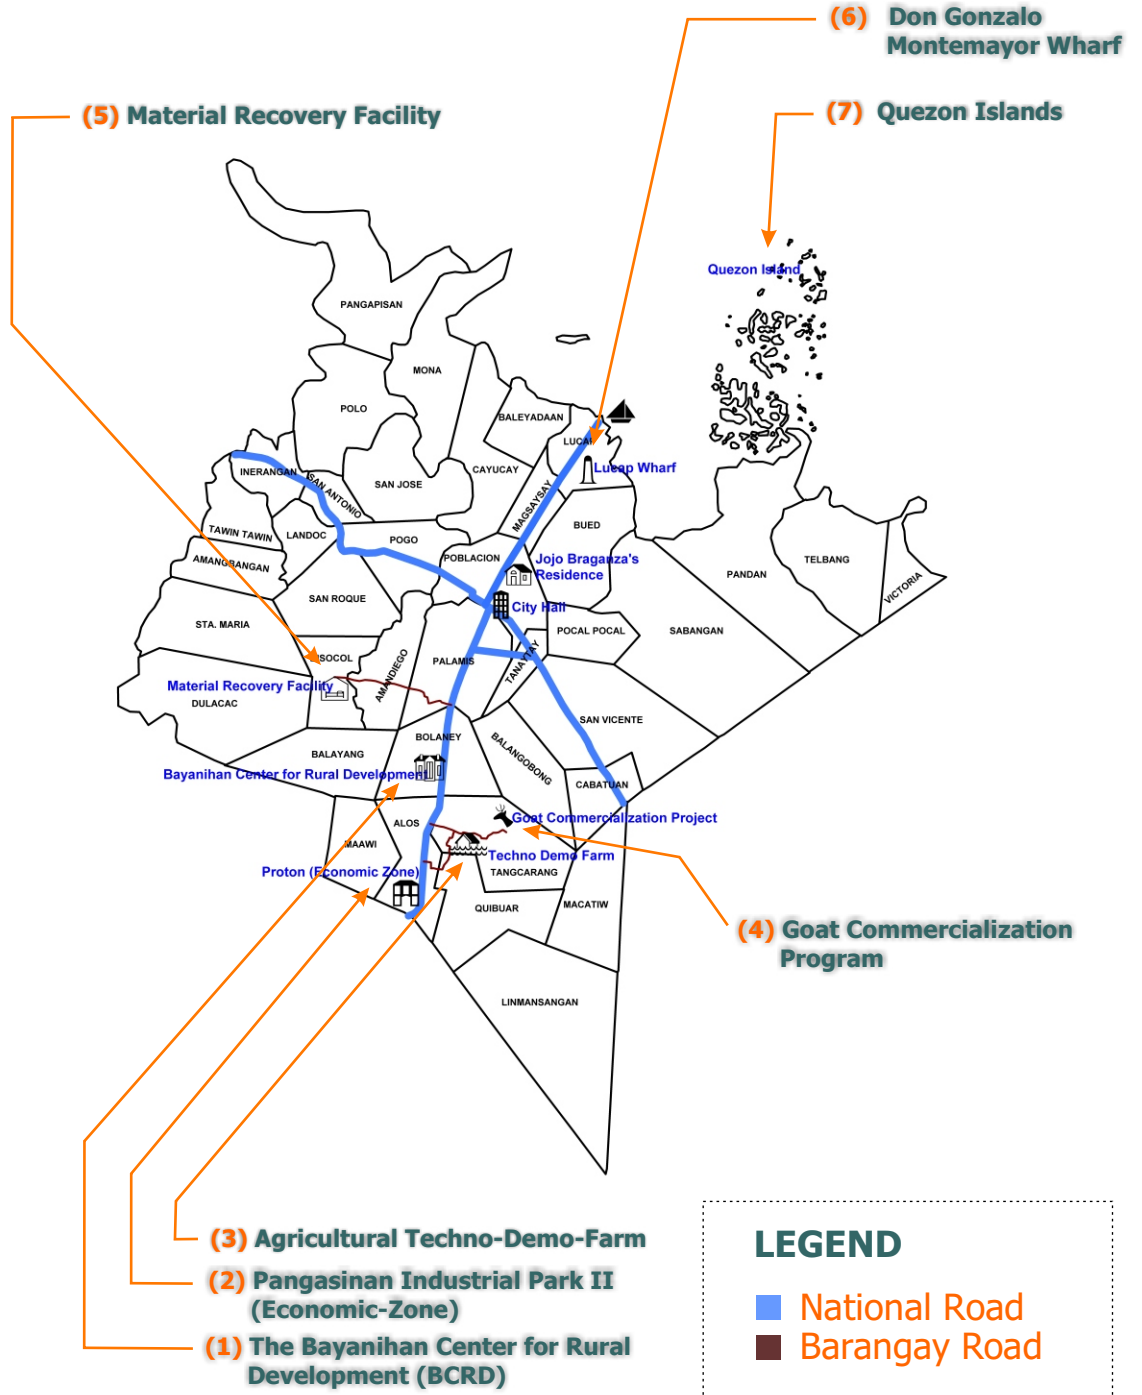 (6) Don Gonzalo
Montemayor Wharf
(5) Material Recovery Facility
(7) Quezon Islands
Quezon Island
PANGAPISAN
MONA
POLO
BALEYADAAN
LUCAP
Lucap Wharf
INERANGAN
SAN ANTONIO
SAN JOSE
CAYUCAY
MAGSAYSAY
BUED
TAWIN TAWIN
LANDOC
POGO
POBLACION
Jojo Braganza's
Residence
AMANGBANGAN
PANDAN
TELBANG
VICTORIA
SAN ROQUE
City Hall
STA. MARIA
POCAL POCAL
SABANGAN
TANAYTAY
PALAMIS
AMANDIEGO
Material Recovery Facility
DULACAC
SAN VICENTE
BOLANEY
BALANGOBONG
BALAYANG
Bayanihan Center for Rural Development
CABATUAN
ALOS
Goat Commercialization Project
MAAWI
Techno Demo Farm
Proton (Economic Zone)
TANGCARANG
QUIBUAR
MACATIW
(4) Goat Commercialization
Program
LINMANSANGAN
(3) Agricultural Techno-Demo-Farm
(2) Pangasinan Industrial Park II
(Economic-Zone)
(1) The Bayanihan Center for Rural
Development (BCRD)
LEGEND
National Road
Barangay Road